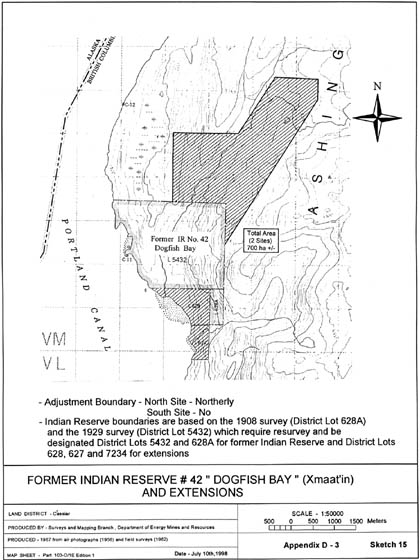 ALASKA
BRITISH COLUMBIA
ASHING
N
PORTLAND CANAL
Former IR No. 42
Dogfish Bay
L 5432
Total Area
(2 Sites)
700 ha +/-
L 628
VM
VL
- Adjustment Boundary - North Site - Northerly
South Site - No
- Indian Reserve boundaries are based on the 1908 survey (District Lot 628A)
and the 1929 survey (District Lot 5432) which require resurvey and be
designated District Lots 5432 and 628A for former Indian Reserve and District Lots
628, 627 and 7234 for extensions
FORMER INDIAN RESERVE # 42 " DOGFISH BAY " (Xmaat'in)
AND EXTENSIONS
LAND DISTRICT - Cassiar
PRODUCED BY - Surveys and Mapping Branch , Department of Energy Mines and Resources
PRODUCED - 1967 from air photographs (1956) and field surveys (1962)
MAP SHEET - Part 103-O/1E Edition 1
Date - July 10th,1998
SCALE - 1:50000
500 0 500 1000 1500 2000
Metres
Appendix D - 3
Sketch 15